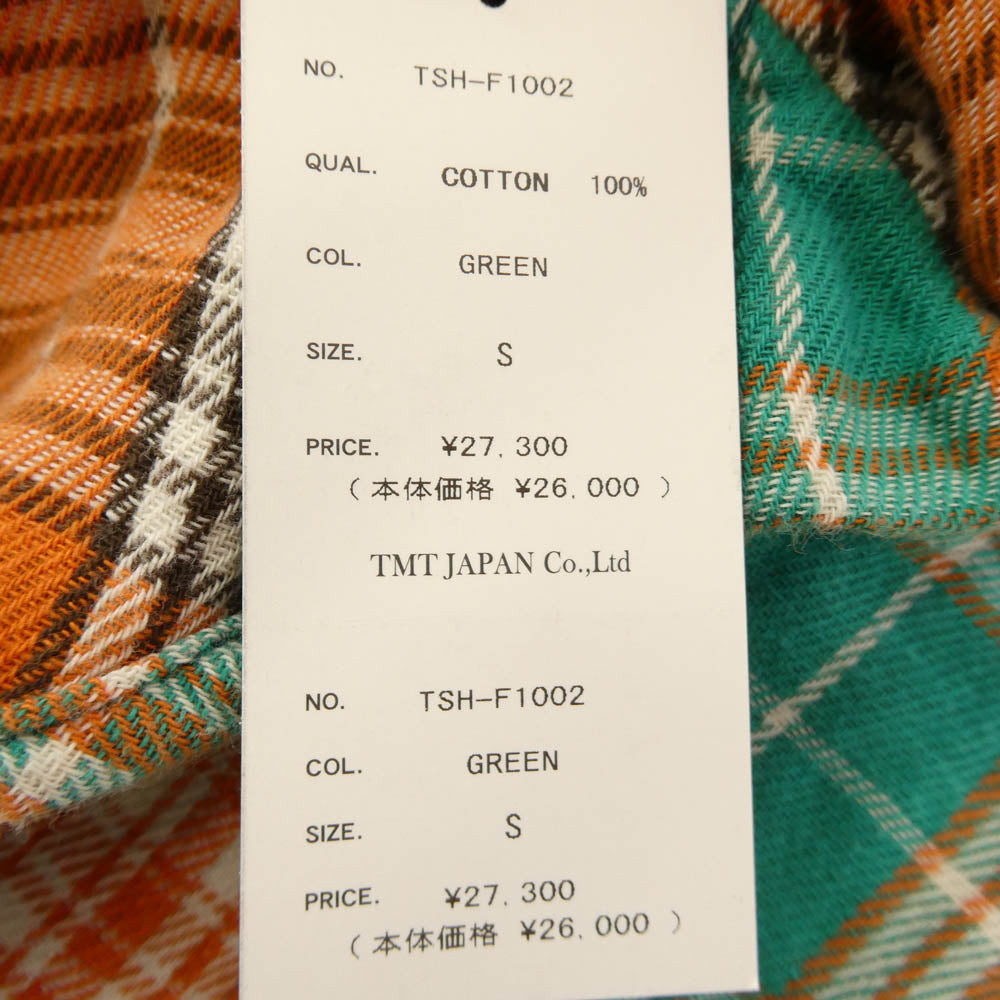 NO. TSH-F1002
QUAL. COTTON 100%
COL. GREEN
SIZE. S
PRICE. ¥27,300
( 本体価格 ¥26,000 )
TMT JAPAN Co.,Ltd
NO. TSH-F1002
COL. GREEN
SIZE. S
PRICE. ¥27,300
( 本体価格 ¥26,000 )